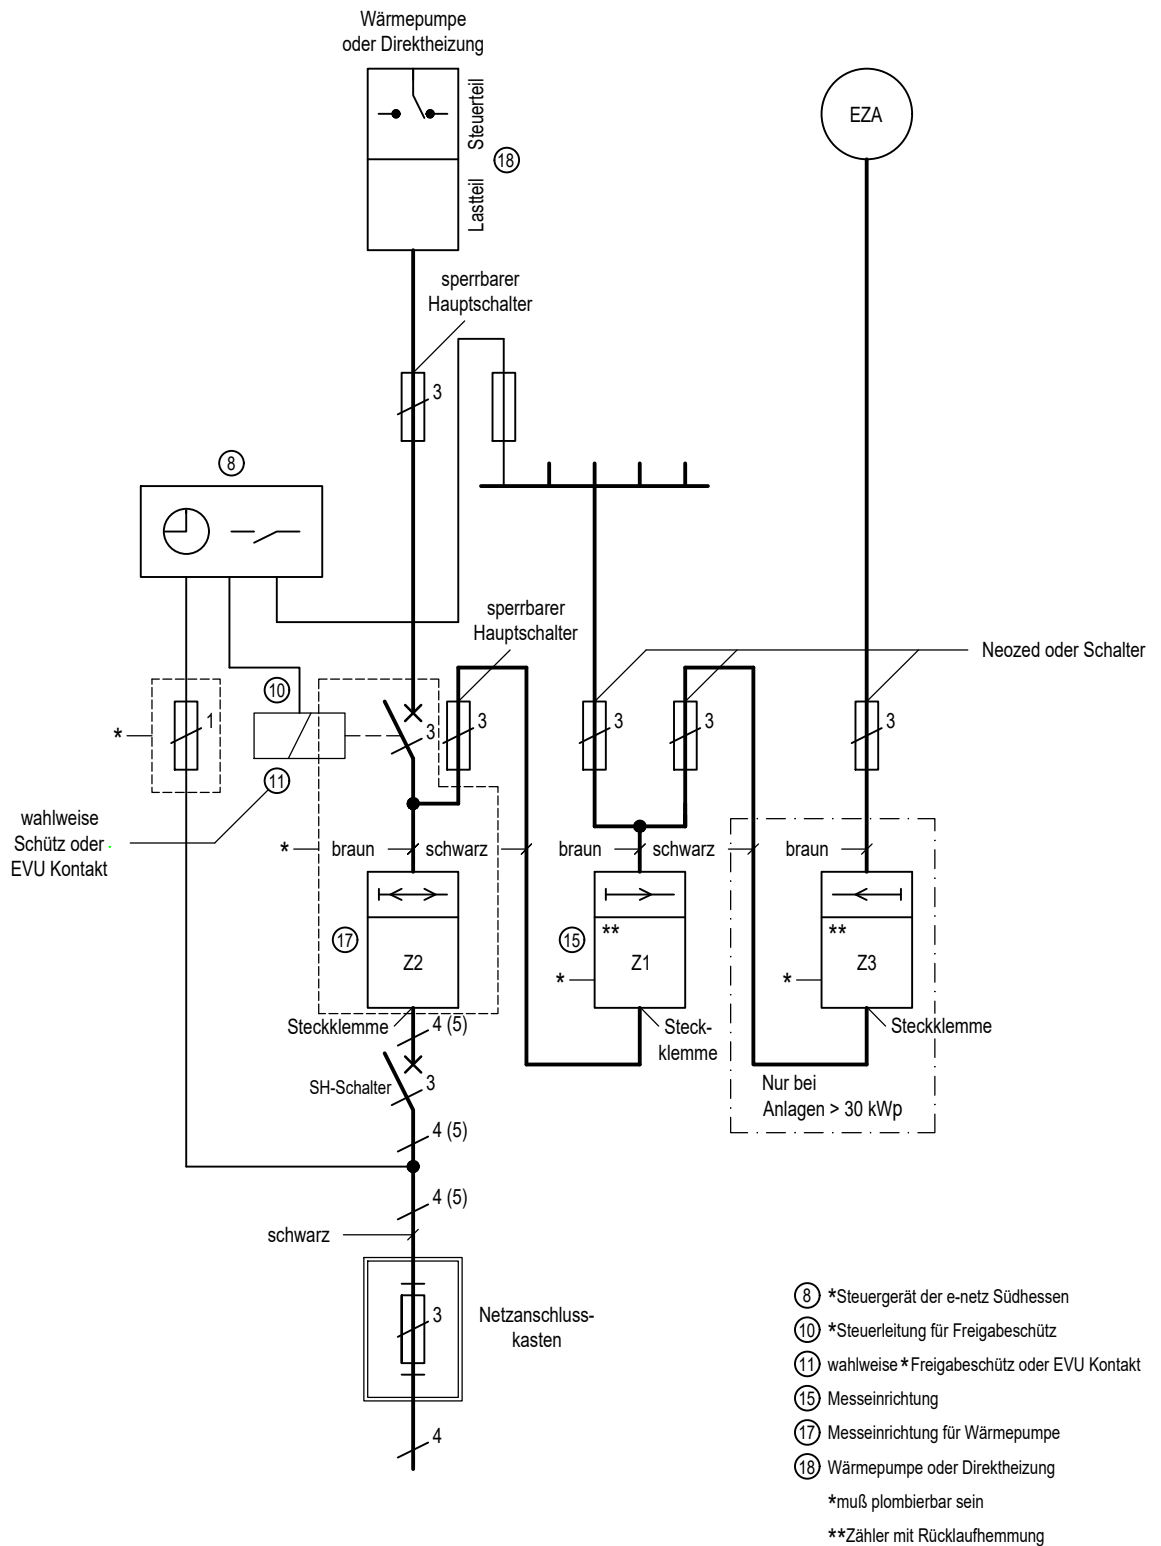 Wärmepumpe
oder Direktheizung
Steuerteil
Lastteil
18
EZA
sperrbarer
Hauptschalter
3
8
sperrbarer
Hauptschalter
Neozed oder Schalter
10
1
*
3
3
3
3
3
11
wahlweise
Schütz oder
EVU Kontakt
*
braun
schwarz
braun
schwarz
braun
17
Z2
15
**
Z1
*
**
Z3
*
Steckklemme
4 (5)
Steck-
klemme
Steckklemme
SH-Schalter
3
Nur bei
Anlagen > 30 kWp
4 (5)
4 (5)
schwarz
3
Netzanschluss-
kasten
4
8 *Steuergerät der e-netz Südhessen
10 *Steuerleitung für Freigabeschütz
11 wahlweise *Freigabeschütz oder EVU Kontakt
15 Messeinrichtung
17 Messeinrichtung für Wärmepumpe
18 Wärmepumpe oder Direktheizung
*muß plombierbar sein
**Zähler mit Rücklaufhemmung